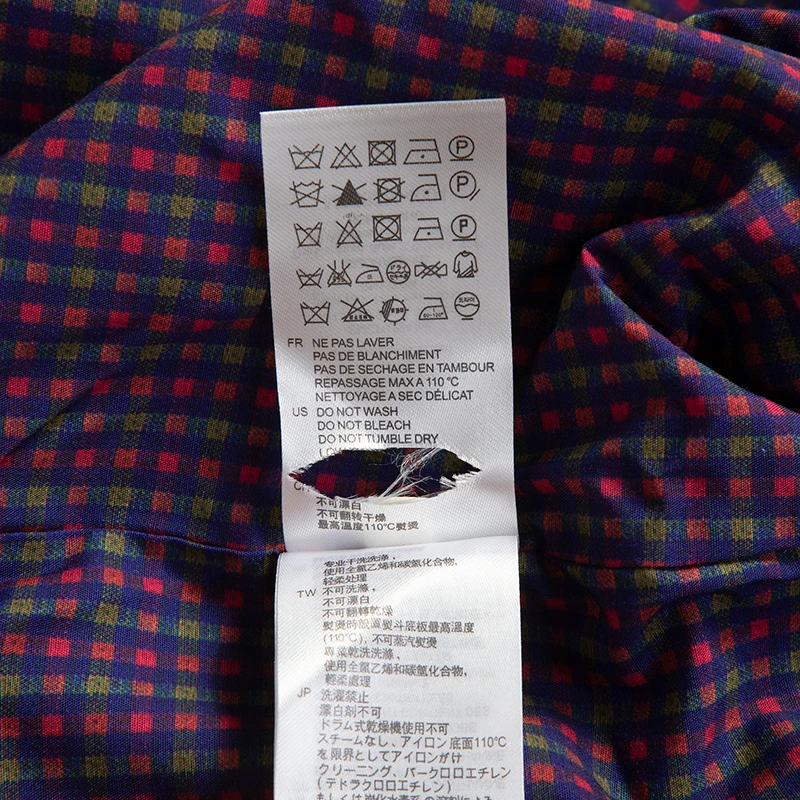 P
P
P
FR NE PAS LAVER
PAS DE BLANCHIMENT
PAS DE SECHAGE EN TAMBOUR
REPASSAGE MAX A 110 °C
NETTOYAGE A SEC DÉLICAT
US DO NOT WASH
DO NOT BLEACH
DO NOT TUMBLE DRY
不可漂白
不可翻转干燥
最高温度110°C熨烫
专业干洗洗涤，
使用全氯乙烯和碳氢化合物，
轻柔处理
TW 不可洗滌，
不可漂白
不可翻轉乾燥
熨燙時設置熨斗底板最高溫度
(110°C), 不可蒸汽熨燙
專業乾洗洗滌，
使用全氯乙烯和碳氫化合物，
輕柔處理
JP 洗濯禁止
漂白剤不可
ドラム式乾燥機使用不可
スチームなし、アイロン底面110°C
を限界としてアイロンがけ
クリーニング、パークロロエチレン
(テトラクロロエチレン)